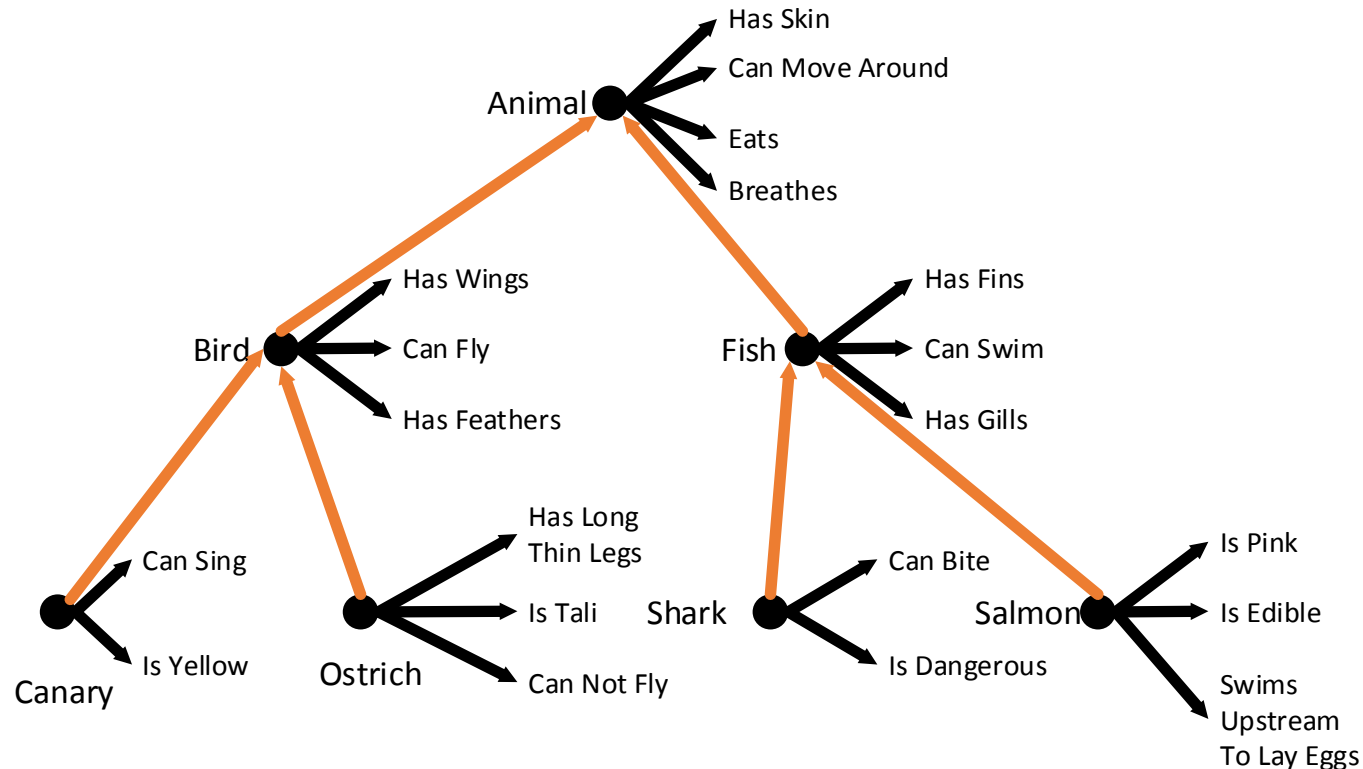 Has Skin
Can Move Around
Animal
Eats
Breathes
Has Wings
Bird
Can Fly
Has Feathers
Has Fins
Fish
Can Swim
Has Gills
Can Sing
Is Yellow
Canary
Has Long
Thin Legs
Is Tali
Ostrich
Can Not Fly
Can Bite
Shark
Is Dangerous
Is Pink
Salmon
Is Edible
Swims
Upstream
To Lay Eggs